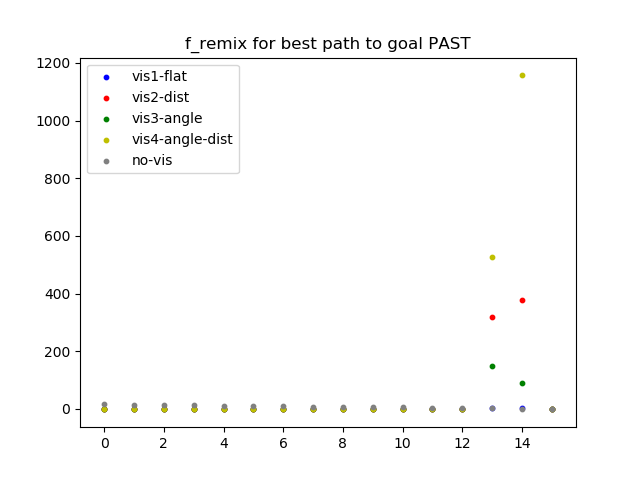 f_remix for best path to goal PAST
1200
1000
800
600
400
200
0
vis1-flat
vis2-dist
vis3-angle
vis4-angle-dist
no-vis
0 2 4 6 8 10 12 14